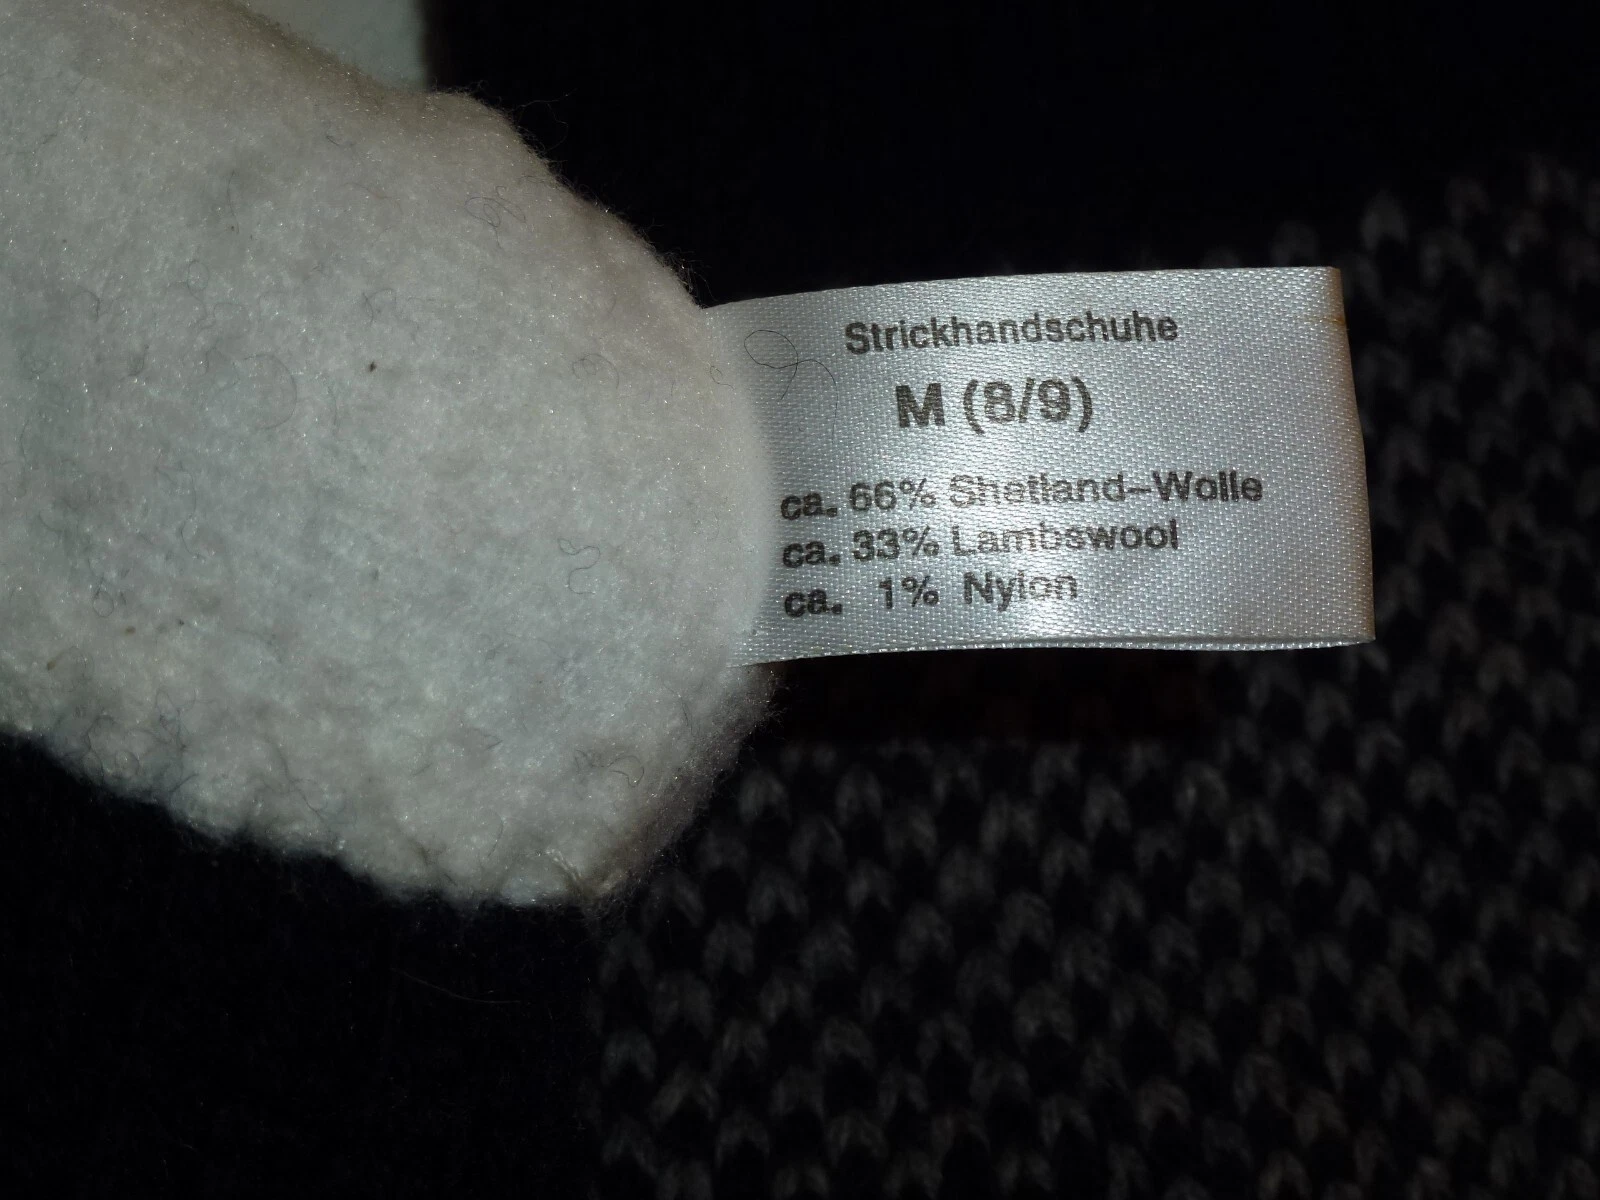 Strickhandschuhe
M (8/9)
ca. 66% Shetland-Wolle
ca. 33% Lambswool
ca. 1% Nylon